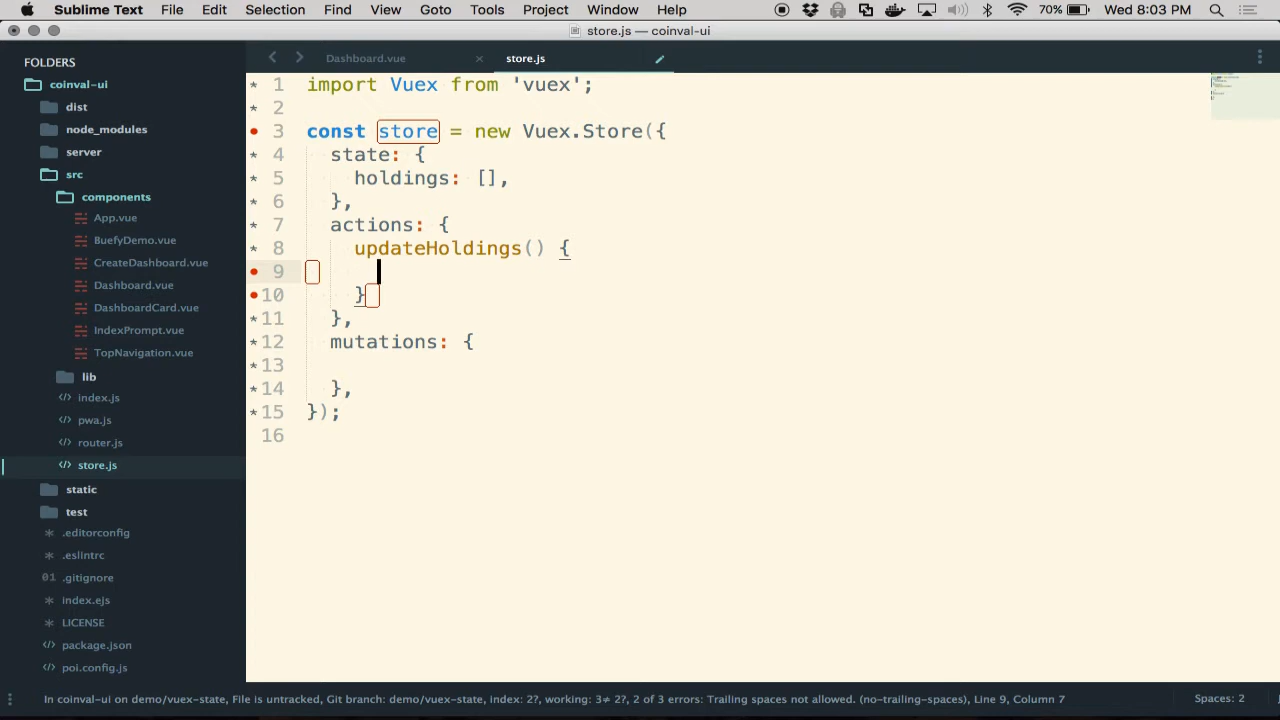 Sublime Text File Edit Selection Find View Goto Tools Project Window Help 70% Wed 8:03 PM
store.js — coinval-ui
FOLDERS
coinval-ui
dist
node_modules
server
src
components
App.vue
BuefyDemo.vue
CreateDashboard.vue
Dashboard.vue
DashboardCard.vue
IndexPrompt.vue
TopNavigation.vue
lib
index.js
pwa.js
router.js
store.js
static
test
.editorconfig
.eslintrc
.gitignore
index.ejs
LICENSE
package.json
poi.config.js
Dashboard.vue × store.js
* 1 import Vuex from 'vuex';
* 2
3 const store = new Vuex.Store({
* 4 state: {
* 5 holdings: [],
* 6 },
* 7 actions: {
* 8 updateHoldings() {
9
10 }
* 11 },
* 12 mutations: {
* 13
* 14 },
* 15 });
16
In coinval-ui on demo/vuex-state, File is untracked, Git branch: demo/vuex-state, index: 2?, working: 3≠ 2?, 2 of 3 errors: Trailing spaces not allowed. (no-trailing-spaces), Line 9, Column 7 Spaces: 2